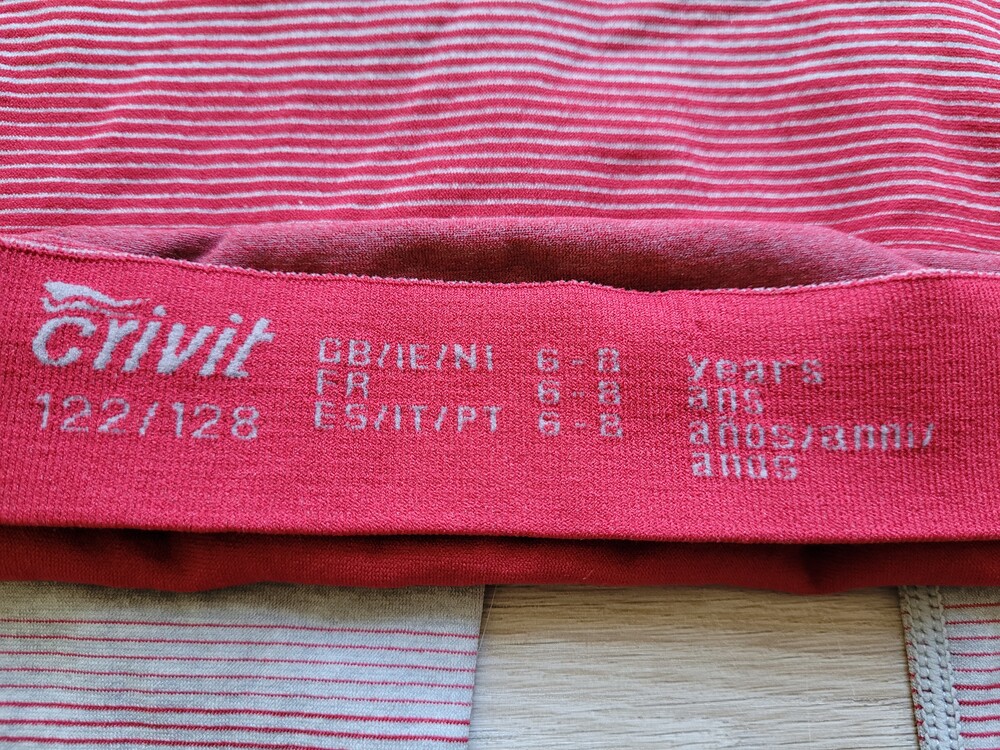 crivit
122/128
GB/IE/NI 6-8 years
FR 6-8 ans
ES/IT/PT 6-8 años/anni/
anos